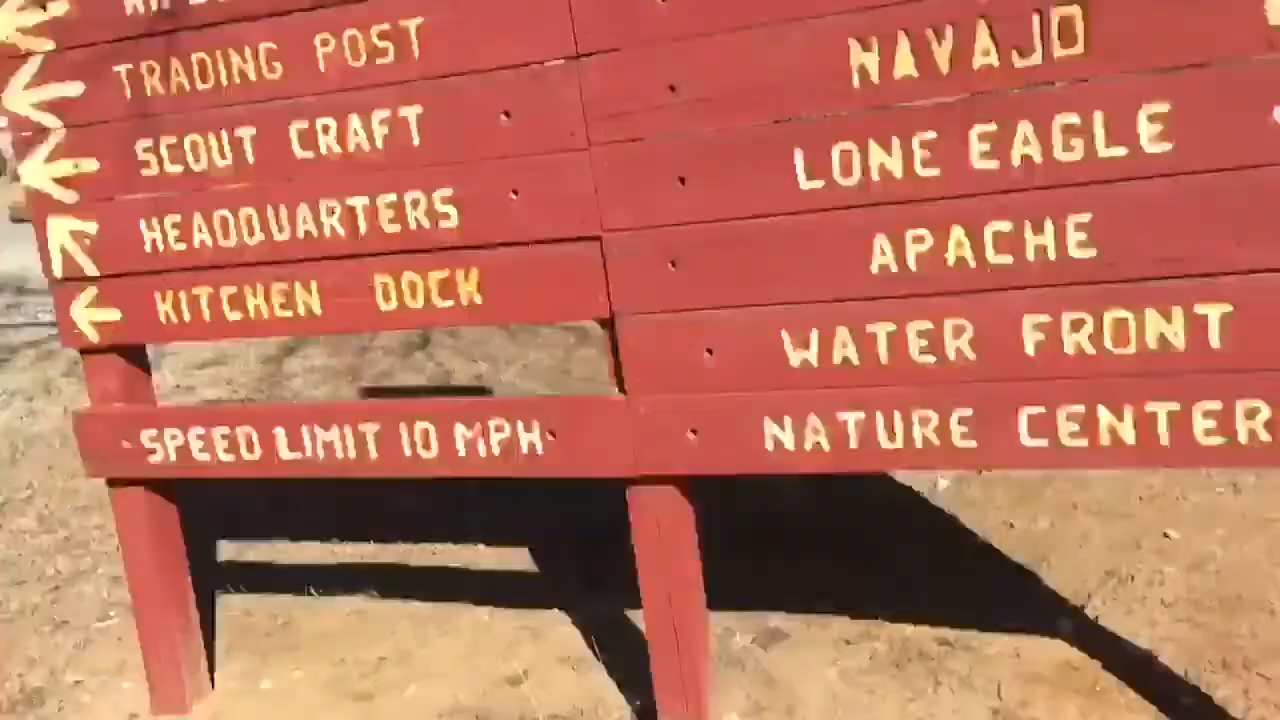 TRADING POST
SCOUT CRAFT
HEADQUARTERS
KITCHEN DOCK
SPEED LIMIT 10 MPH
NAVAJO
LONE EAGLE
APACHE
WATER FRONT
NATURE CENTER